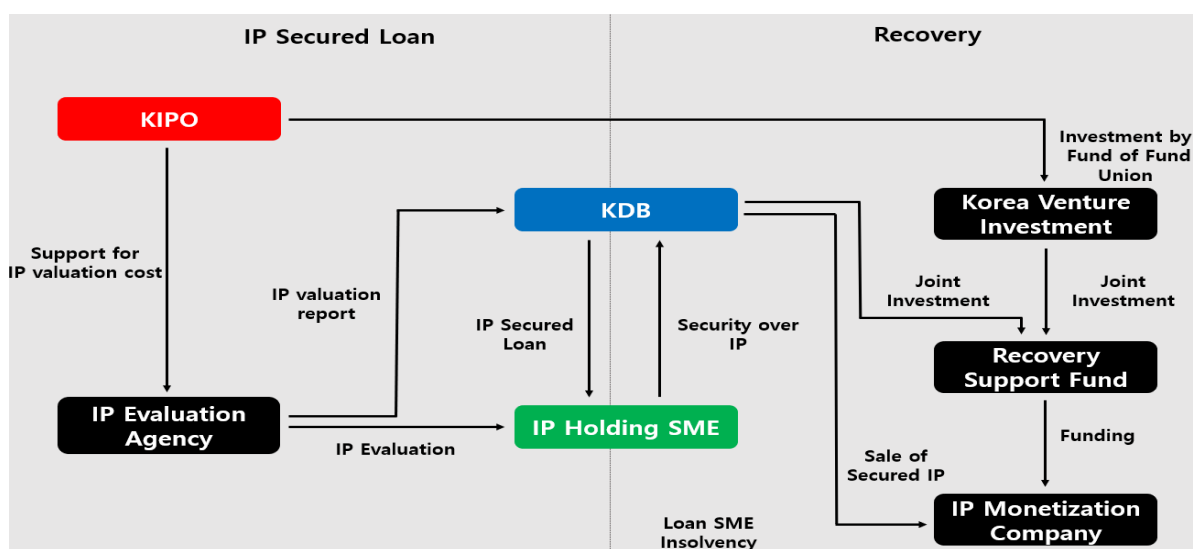 IP Secured Loan
Recovery
KIPO
Investment by
Fund of Fund
Union
KDB
Korea Venture
Investment
Support for
IP valuation cost
IP valuation
report
IP Secured
Loan
Security over
IP
Joint
Investment
Joint
Investment
Recovery
Support Fund
IP Evaluation
Agency
IP Evaluation
IP Holding SME
Funding
Sale of
Secured IP
IP Monetization
Company
Loan SME
Insolvency